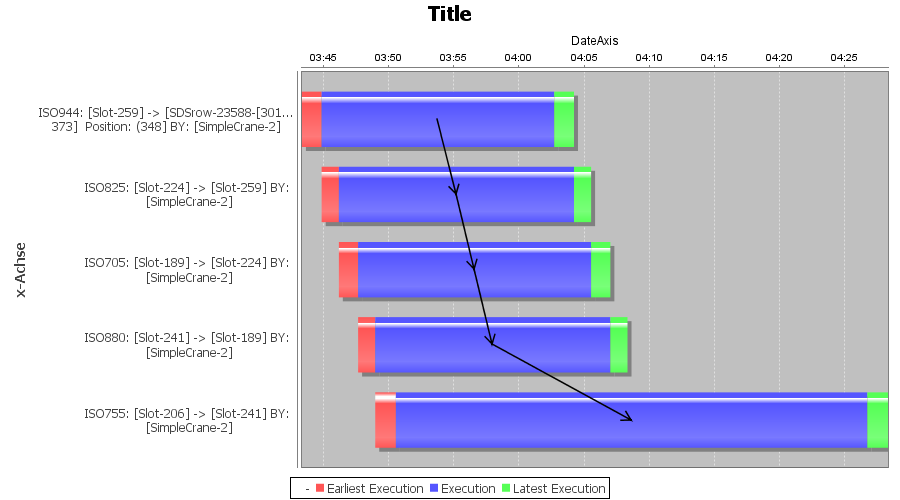 Title
DateAxis
03:45 03:50 03:55 04:00 04:05 04:10 04:15 04:20 04:25
ISO944: [Slot-259] -> [SDSrow-23588-[301...
373] Position: (348] BY: [SimpleCrane-2]
ISO825: [Slot-224] -> [Slot-259] BY:
[SimpleCrane-2]
x-Achse
ISO705: [Slot-189] -> [Slot-224] BY:
[SimpleCrane-2]
ISO880: [Slot-241] -> [Slot-189] BY:
[SimpleCrane-2]
ISO755: [Slot-206] -> [Slot-241] BY:
[SimpleCrane-2]
- Earliest Execution Execution Latest Execution